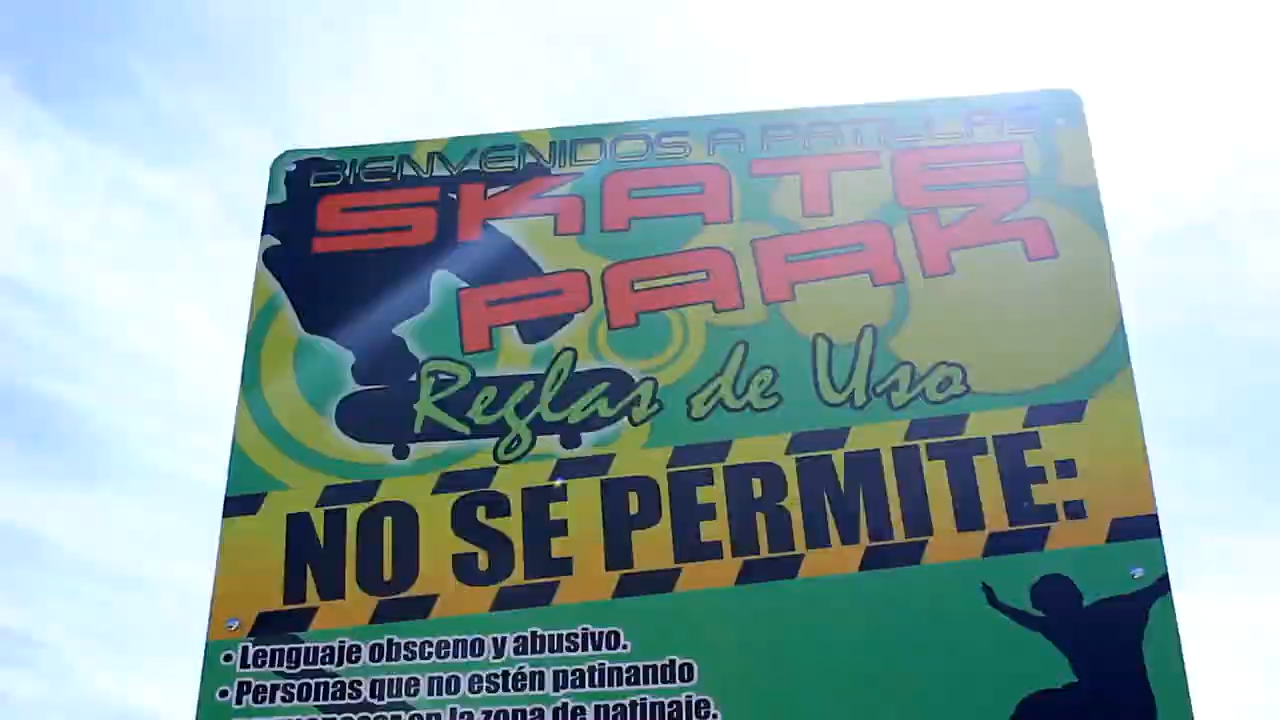 BIENVENIDOS A PATILLAS
SKATE
PARK
Reglas de Uso
NO SE PERMITE:
• Lenguaje obsceno y abusivo.
• Personas que no estén patinando
en la zona de patinaje.